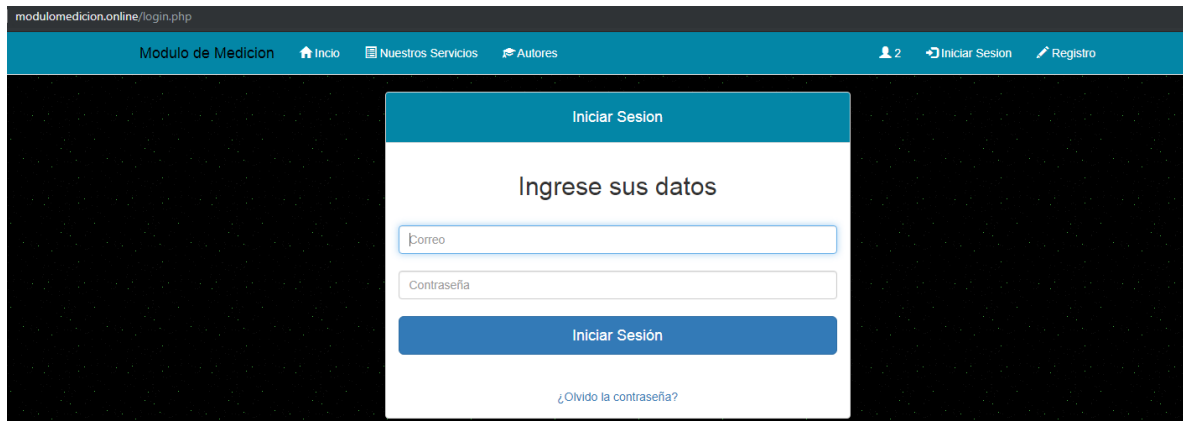 modulomedicion.online/login.php
Modulo de Medicion Incio Nuestros Servicios Autores 2 Iniciar Sesion Registro
Iniciar Sesion
Ingrese sus datos
Correo
Contraseña
Iniciar Sesión
¿Olvido la contraseña?